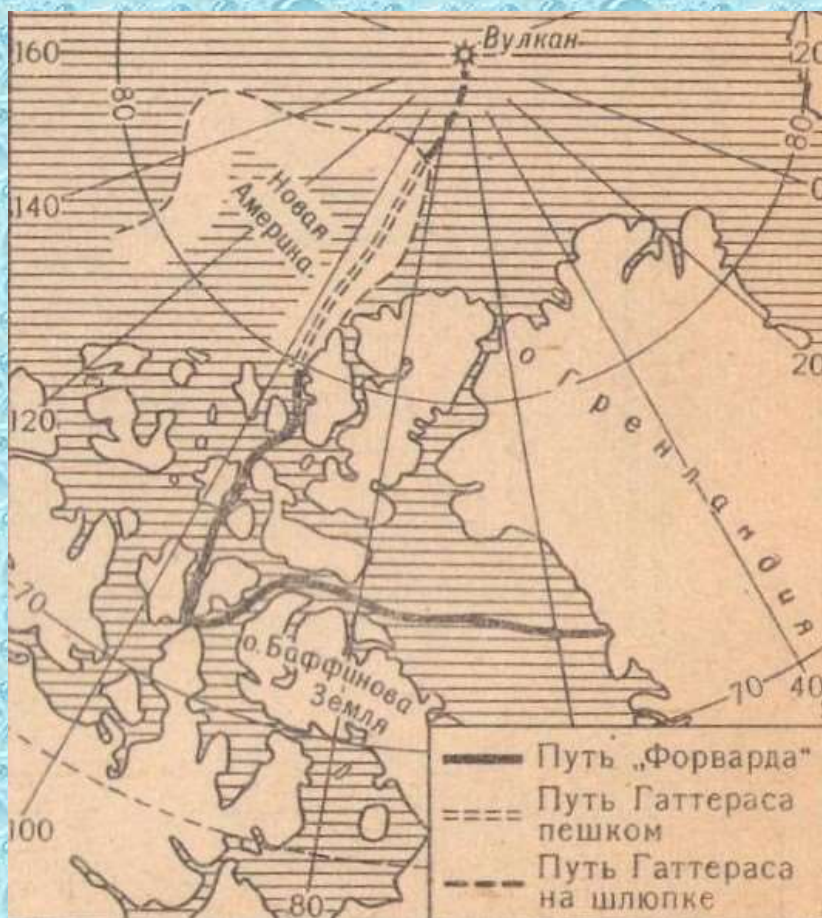 Вулкан
160
20
80
80
0
140
Новая
Америка.
о Гренландия
20
120
70
о. Баффинова
Земля
70
40
100
80
Путь „Форварда“
Путь Гаттераса
пешком
Путь Гаттераса
на шлюпке